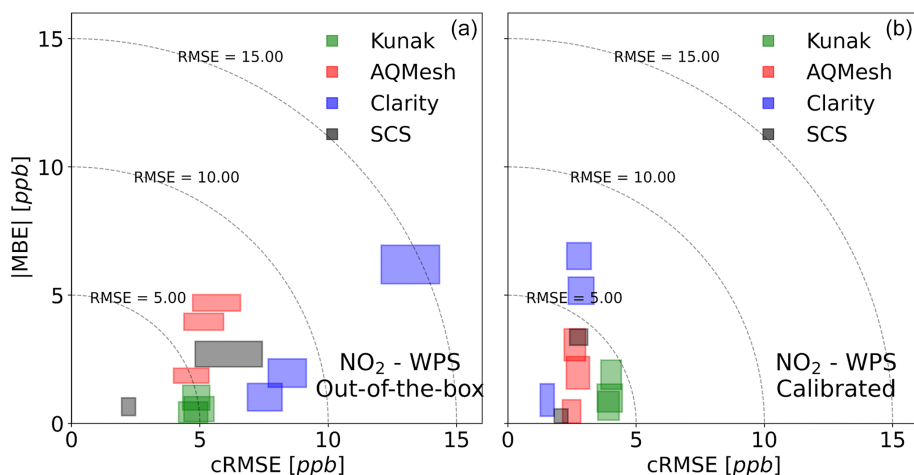 (a)
Kunak
AQMesh
Clarity
SCS
RMSE = 15.00
RMSE = 10.00
RMSE = 5.00
NO₂ - WPS
Out-of-the-box
15
10
5
0
|MBE| [ppb]
0 5 10 15
cRMSE [ppb]
(b)
Kunak
AQMesh
Clarity
SCS
RMSE = 15.00
RMSE = 10.00
RMSE = 5.00
NO₂ - WPS
Calibrated
0 5 10 15
cRMSE [ppb]